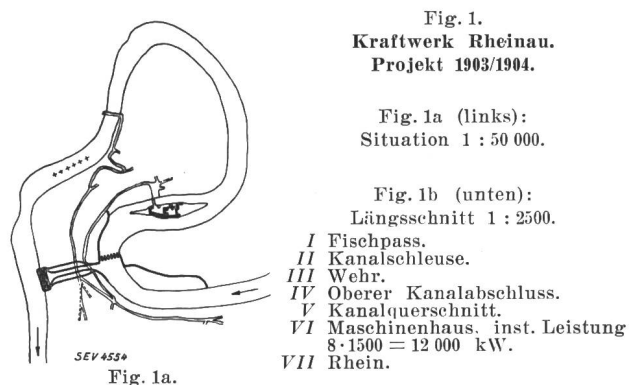 Fig. 1.
Kraftwerk Rheinau.
Projekt 1903/1904.
Fig. 1a (links):
Situation 1 : 50 000.
Fig. 1b (unten):
Längsschnitt 1 : 2500.
I Fischpass.
II Kanalschleuse.
III Wehr.
IV Oberer Kanalabschluss.
V Kanalquerschnitt.
VI Maschinenhaus, inst. Leistung
8·1500 = 12 000 kW.
VII Rhein.
SEV 4554
Fig. 1a.